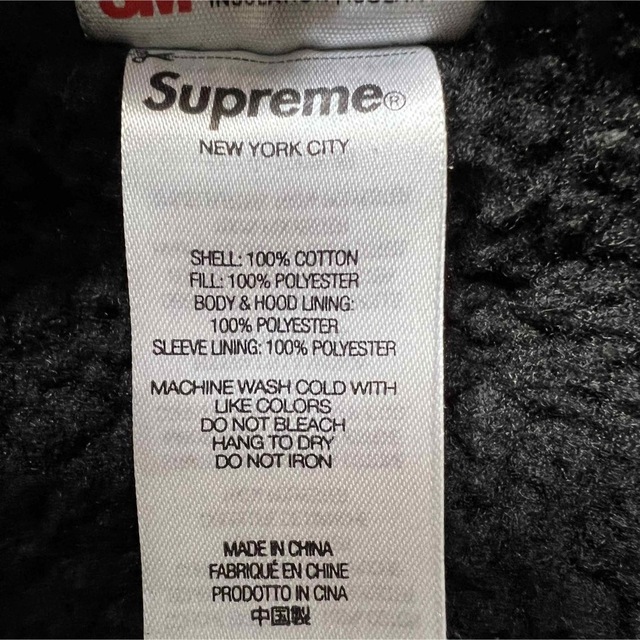 3M
INSULATION
Supreme®
NEW YORK CITY
SHELL: 100% COTTON
FILL: 100% POLYESTER
BODY & HOOD LINING:
100% POLYESTER
SLEEVE LINING: 100% POLYESTER
MACHINE WASH COLD WITH
LIKE COLORS
DO NOT BLEACH
HANG TO DRY
DO NOT IRON
MADE IN CHINA
FABRIQUÉ EN CHINE
PRODOTTO IN CINA
中国製